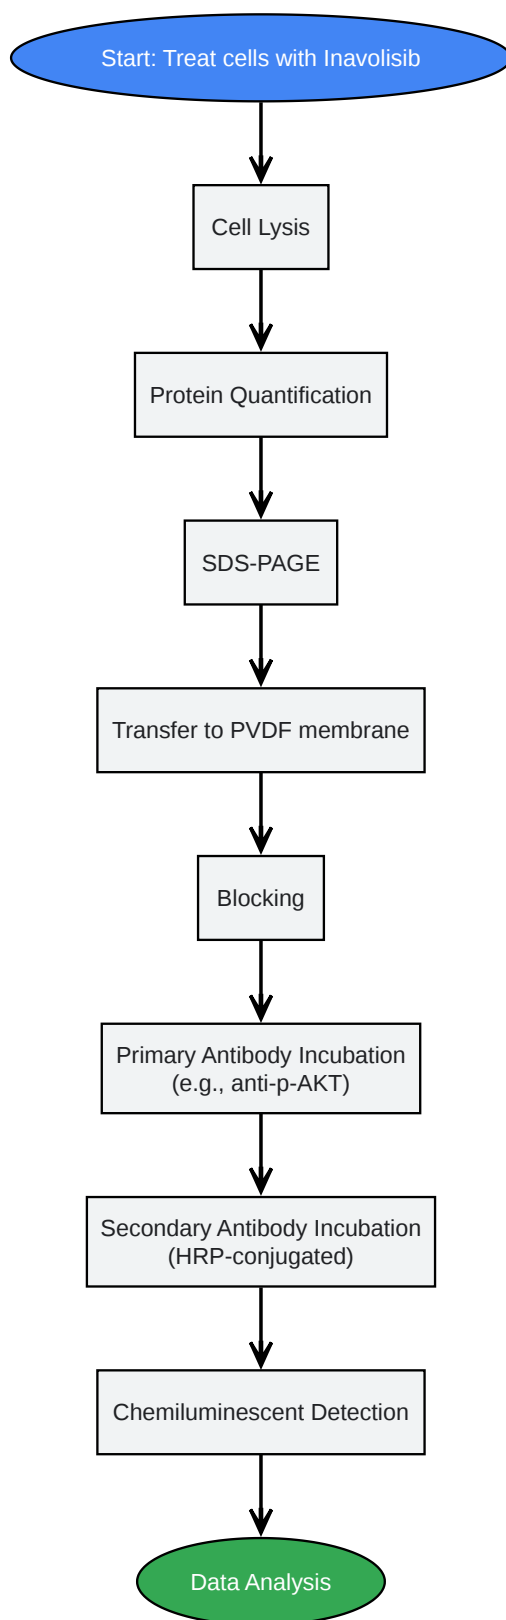 Start: Treat cells with Inavolisib
Cell Lysis
Protein Quantification
SDS-PAGE
Transfer to PVDF membrane
Blocking
Primary Antibody Incubation
(e.g., anti-p-AKT)
Secondary Antibody Incubation
(HRP-conjugated)
Chemiluminescent Detection
Data Analysis